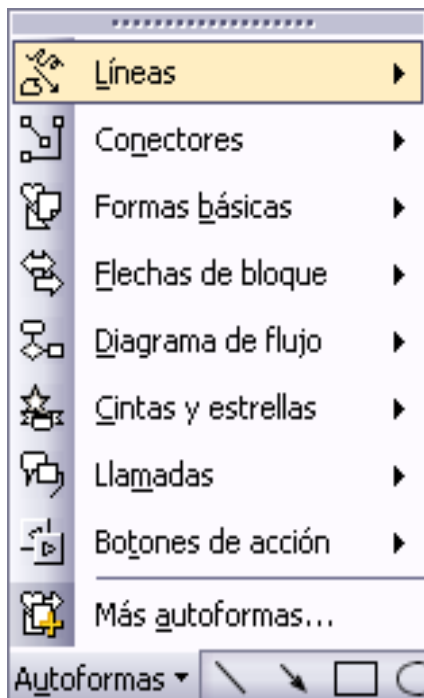 Líneas
Conectores
Formas básicas
Flechas de bloque
Diagrama de flujo
Cintas y estrellas
Llamadas
Botones de acción
Más autoformas...
Autoformas